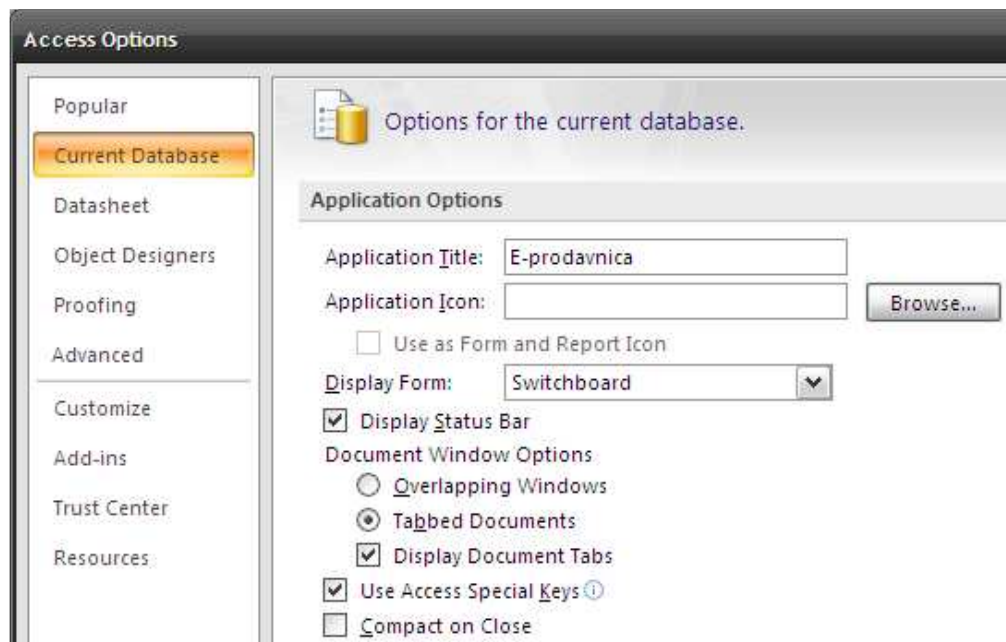 Access Options
Popular
Current Database
Datasheet
Object Designers
Proofing
Advanced
Customize
Add-ins
Trust Center
Resources
Options for the current database.
Application Options
Application Title: E-prodavnica
Application Icon: Browse...
Use as Form and Report Icon
Display Form: Switchboard
Display Status Bar
Document Window Options
Overlapping Windows
Tabbed Documents
Display Document Tabs
Use Access Special Keys
Compact on Close